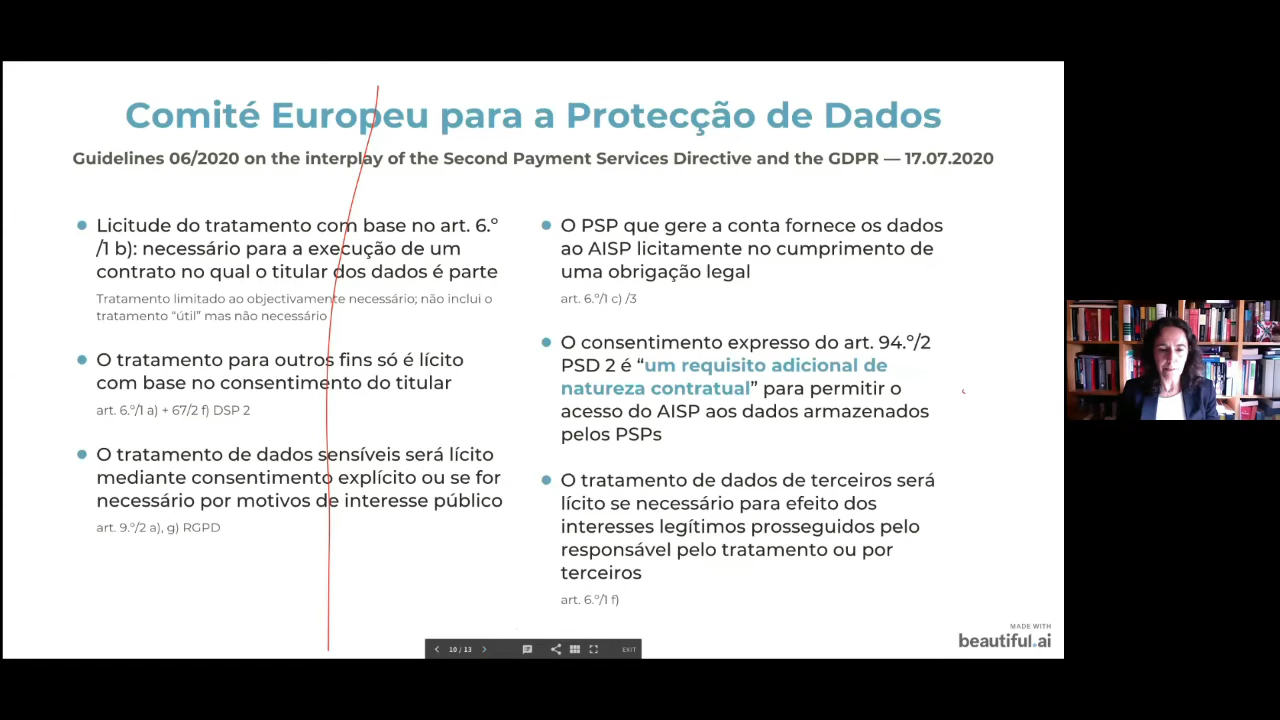 Comité Europeu para a Protecção de Dados
Guidelines 06/2020 on the interplay of the Second Payment Services Directive and the GDPR — 17.07.2020
Licitude do tratamento com base no art. 6.º
/1 b): necessário para a execução de um
contrato no qual o titular dos dados é parte
Tratamento limitado ao objectivamente necessário; não inclui o
tratamento “útil” mas não necessário
O tratamento para outros fins só é lícito
com base no consentimento do titular
art. 6.º/1 a) + 67/2 f) DSP 2
O tratamento de dados sensíveis será lícito
mediante consentimento explícito ou se for
necessário por motivos de interesse público
art. 9.º/2 a), g) RGPD
O PSP que gere a conta fornece os dados
ao AISP licitamente no cumprimento de
uma obrigação legal
art. 6.º/1 c) /3
O consentimento expresso do art. 94.º/2
PSD 2 é “um requisito adicional de
natureza contratual” para permitir o
acesso do AISP aos dados armazenados
pelos PSPs
O tratamento de dados de terceiros será
lícito se necessário para efeito dos
interesses legítimos prosseguidos pelo
responsável pelo tratamento ou por
terceiros
art. 6.º/1 f)
MADE WITH
beautiful.ai
10 / 13
EXIT